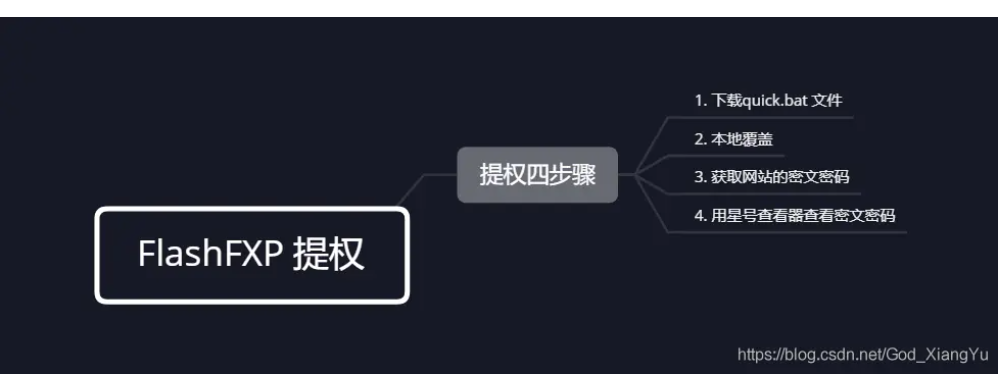 FlashFXP 提权
提权四步骤
1. 下载quick.bat 文件
2. 本地覆盖
3. 获取网站的密文密码
4. 用星号查看器查看密文密码
https://blog.csdn.net/God_XiangYu